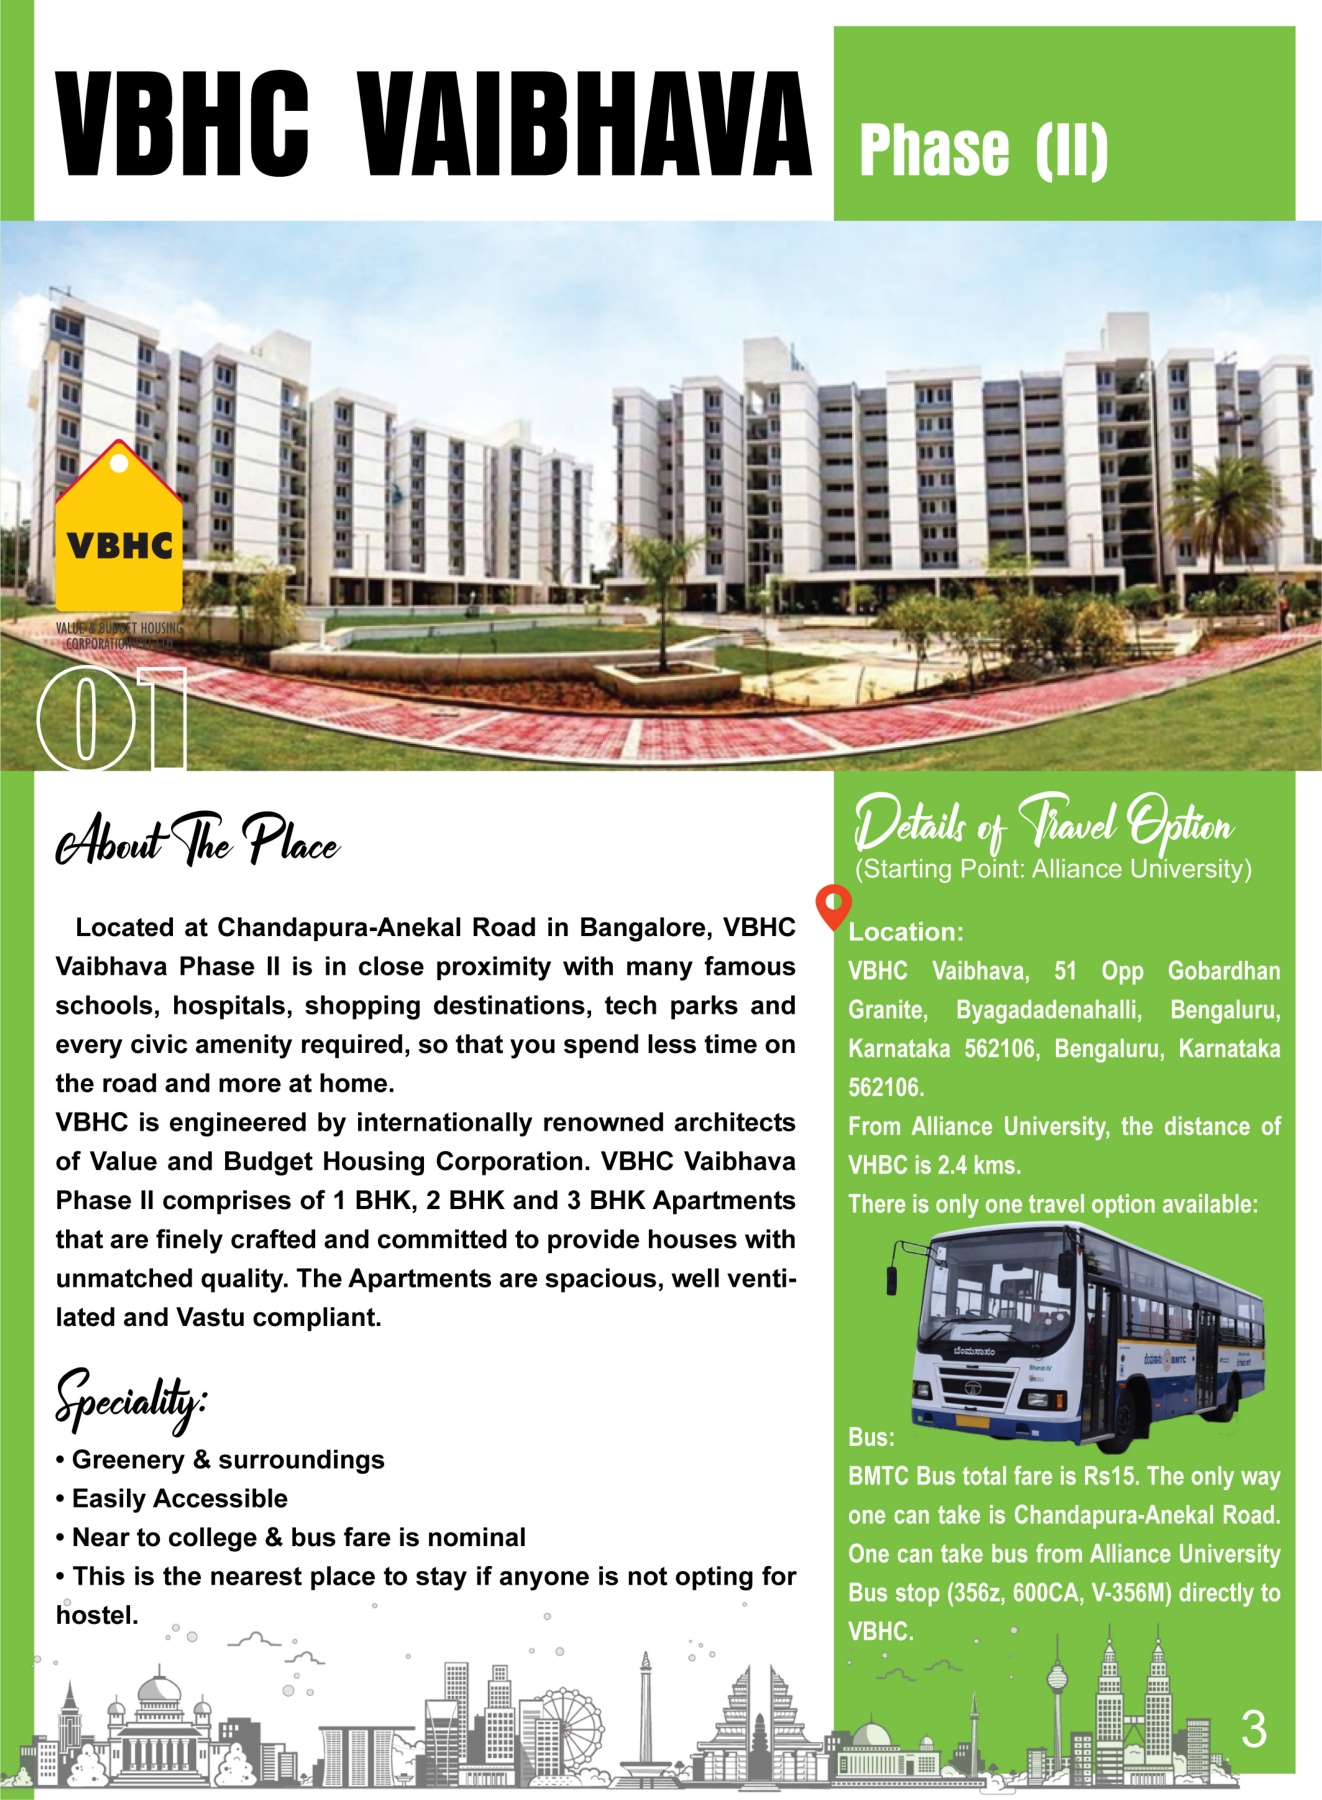 VBHC VAIBHAVA
Phase (II)
VBHC
VALUE & BUDGET HOUSING
CORPORATION
01
About The Place
Located at Chandapura-Anekal Road in Bangalore, VBHC
Vaibhava Phase II is in close proximity with many famous
schools, hospitals, shopping destinations, tech parks and
every civic amenity required, so that you spend less time on
the road and more at home.
VBHC is engineered by internationally renowned architects
of Value and Budget Housing Corporation. VBHC Vaibhava
Phase II comprises of 1 BHK, 2 BHK and 3 BHK Apartments
that are finely crafted and committed to provide houses with
unmatched quality. The Apartments are spacious, well venti-
lated and Vastu compliant.
Speciality:
• Greenery & surroundings
• Easily Accessible
• Near to college & bus fare is nominal
• This is the nearest place to stay if anyone is not opting for
hostel.
Details of Travel Option
(Starting Point: Alliance University)
Location:
VBHC Vaibhava, 51 Opp Gobardhan
Granite, Byagadadenahalli, Bengaluru,
Karnataka 562106, Bengaluru, Karnataka
562106.
From Alliance University, the distance of
VHBC is 2.4 kms.
There is only one travel option available:
ಬೆಂಮಸಾಸಂ
BMTC
Bus:
BMTC Bus total fare is Rs15. The only way
one can take is Chandapura-Anekal Road.
One can take bus from Alliance University
Bus stop (356z, 600CA, V-356M) directly to
VBHC.
3